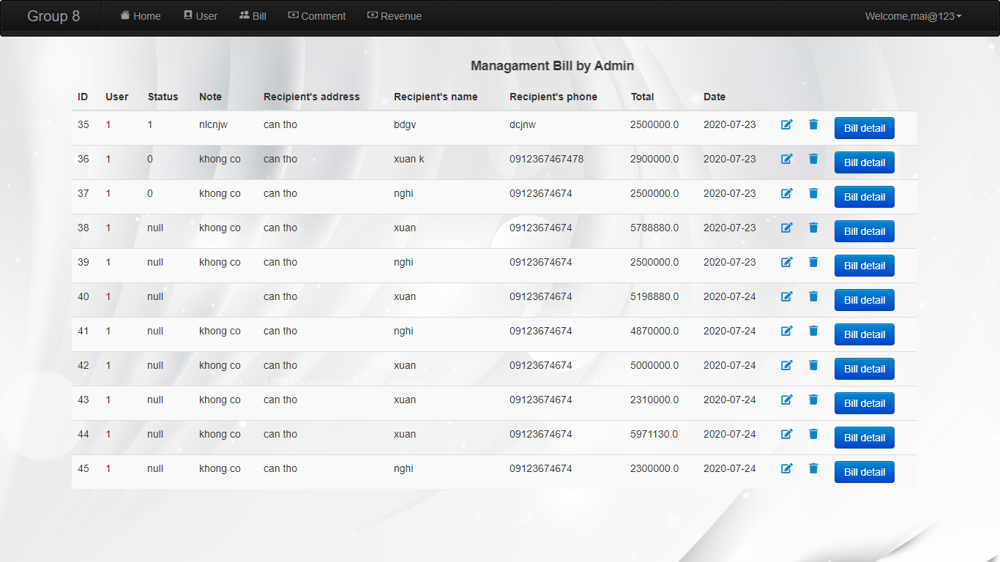 Group 8 Home User Bill Comment Revenue Welcome,mai@123
Managament Bill by Admin
ID User Status Note Recipient's address Recipient's name Recipient's phone Total Date
35 1 1 nlcnjw can tho bdgv dcjnw 2500000.0 2020-07-23 Bill detail
36 1 0 khong co can tho xuan k 0912367467478 2900000.0 2020-07-23 Bill detail
37 1 0 khong co can tho nghi 09123674674 2500000.0 2020-07-23 Bill detail
38 1 null khong co can tho xuan 09123674674 5788880.0 2020-07-23 Bill detail
39 1 null khong co can tho nghi 09123674674 2500000.0 2020-07-23 Bill detail
40 1 null can tho xuan 09123674674 5198880.0 2020-07-24 Bill detail
41 1 null khong co can tho nghi 09123674674 4870000.0 2020-07-24 Bill detail
42 1 null khong co can tho xuan 09123674674 5000000.0 2020-07-24 Bill detail
43 1 null khong co can tho xuan 09123674674 2310000.0 2020-07-24 Bill detail
44 1 null khong co can tho xuan 09123674674 5971130.0 2020-07-24 Bill detail
45 1 null khong co can tho nghi 09123674674 2300000.0 2020-07-24 Bill detail